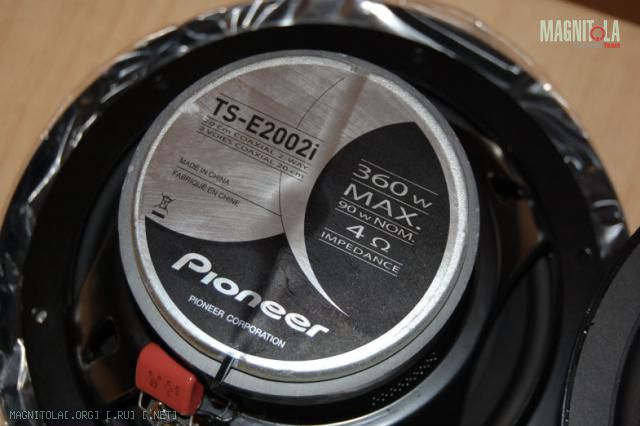 MAGNITOLA
Team
TS-E2002i
20 cm COAXIAL 2-WAY
2 VOIES COAXIAL 20 cm
MADE IN CHINA
FABRIQUE EN CHINE
360 W
MAX.
90 W NOM.
4 Ω
IMPEDANCE
Pioneer
PIONEER CORPORATION
MAGNITOLA[.ORG] [.RU] [.NET]